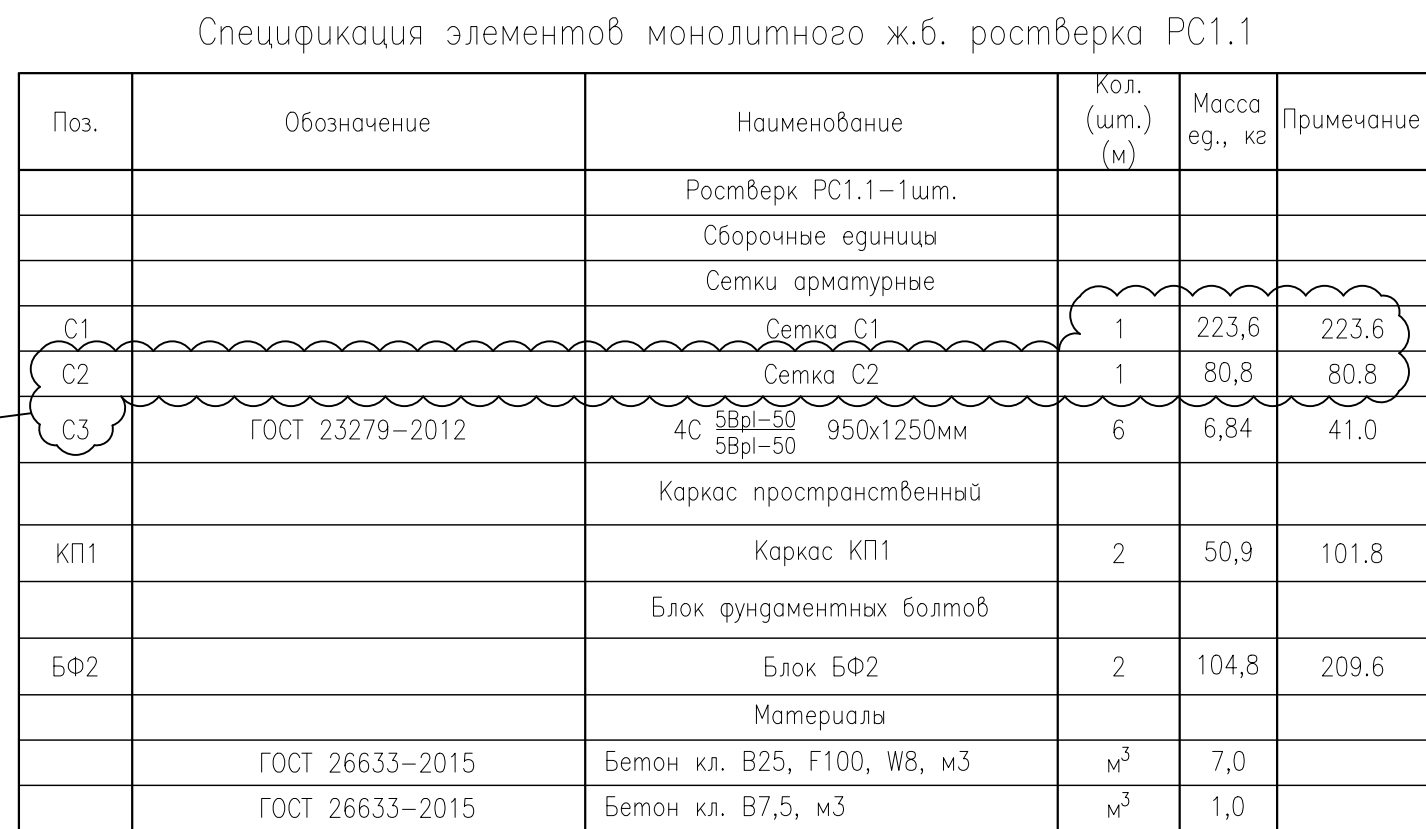 Спецификация элементов монолитного ж.б. ростверка РС1.1
Поз. Обозначение Наименование Кол. (шт.) (м) Масса ед., кг Примечание
Ростверк РС1.1-1шт.
Сборочные единицы
Сетки арматурные
С1 Сетка С1 1 223,6 223.6
С2 Сетка С2 1 80,8 80.8
С3 ГОСТ 23279-2012 4С 5ВрI-50 / 5ВрI-50 950х1250мм 6 6,84 41.0
Каркас пространственный
КП1 Каркас КП1 2 50,9 101.8
Блок фундаментных болтов
БФ2 Блок БФ2 2 104,8 209.6
Материалы
ГОСТ 26633-2015 Бетон кл. В25, F100, W8, м3 м³ 7,0
ГОСТ 26633-2015 Бетон кл. В7,5, м3 м³ 1,0